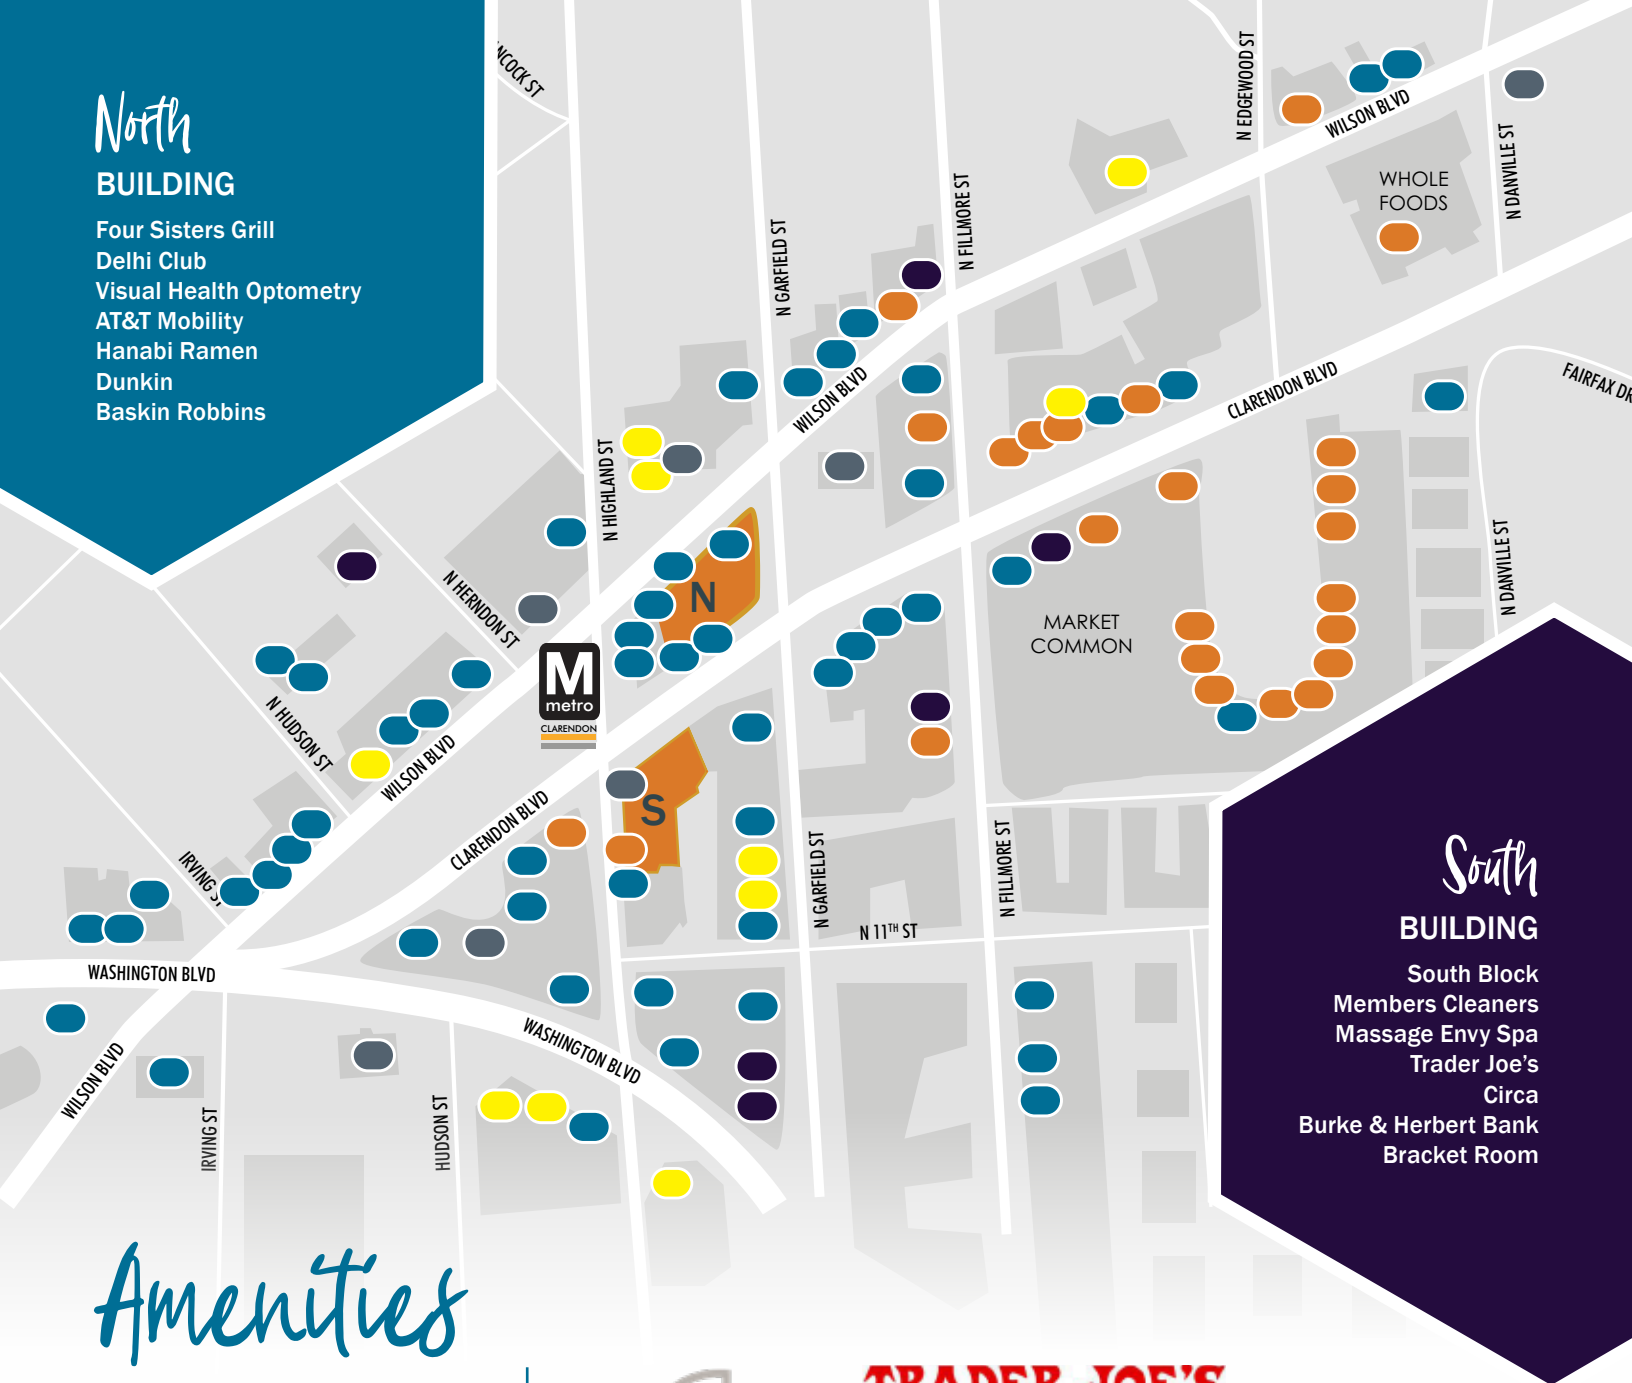 North
BUILDING
Four Sisters Grill
Delhi Club
Visual Health Optometry
AT&T Mobility
Hanabi Ramen
Dunkin
Baskin Robbins
N EDGEWOOD ST
WILSON BLVD
N DANVILLE ST
WHOLE
FOODS
N FILLMORE ST
N GARFIELD ST
WILSON BLVD
CLARENDON BLVD
FAIRFAX DR
N HIGHLAND ST
N HERNDON ST
N
N DANVILLE ST
MARKET
COMMON
M
metro
CLARENDON
N HUDSON ST
WILSON BLVD
S
CLARENDON BLVD
IRVING ST
N GARFIELD ST
N FILLMORE ST
N 11TH ST
WASHINGTON BLVD
WASHINGTON BLVD
WILSON BLVD
IRVING ST
HUDSON ST
South
BUILDING
South Block
Members Cleaners
Massage Envy Spa
Trader Joe's
Circa
Burke & Herbert Bank
Bracket Room
Amenities
TRADER JOE'S